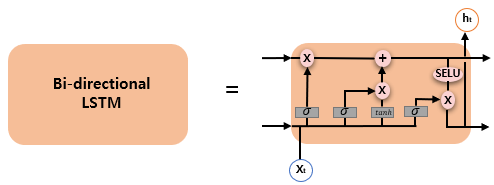 hₜ
X
+
Bi-directional
LSTM
=
SELU
X
X
σ
σ
tanh
σ
Xₜ